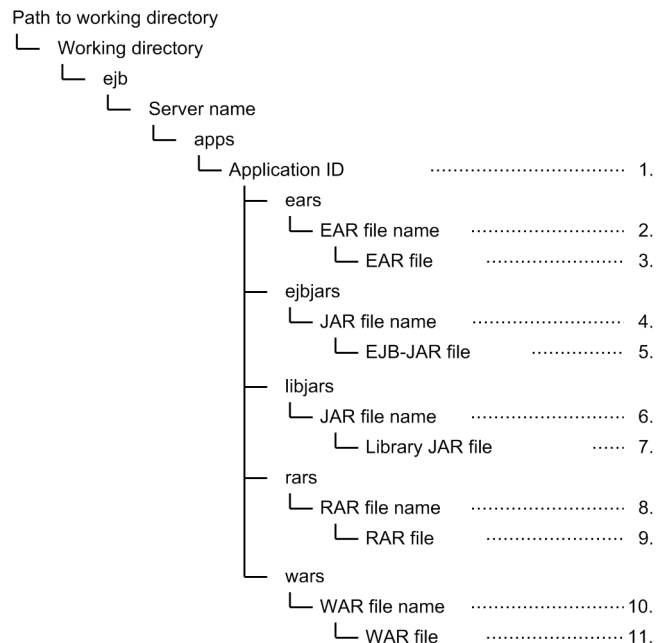 Path to working directory
Working directory
ejb
Server name
apps
Application ID ................................ 1.
ears
EAR file name ......................... 2.
EAR file ....................... 3.
ejbjars
JAR file name ......................... 4.
EJB-JAR file ............... 5.
libjars
JAR file name ......................... 6.
Library JAR file ...... 7.
rars
RAR file name ......................... 8.
RAR file ....................... 9.
wars
WAR file name ......................... 10.
WAR file ....................... 11.